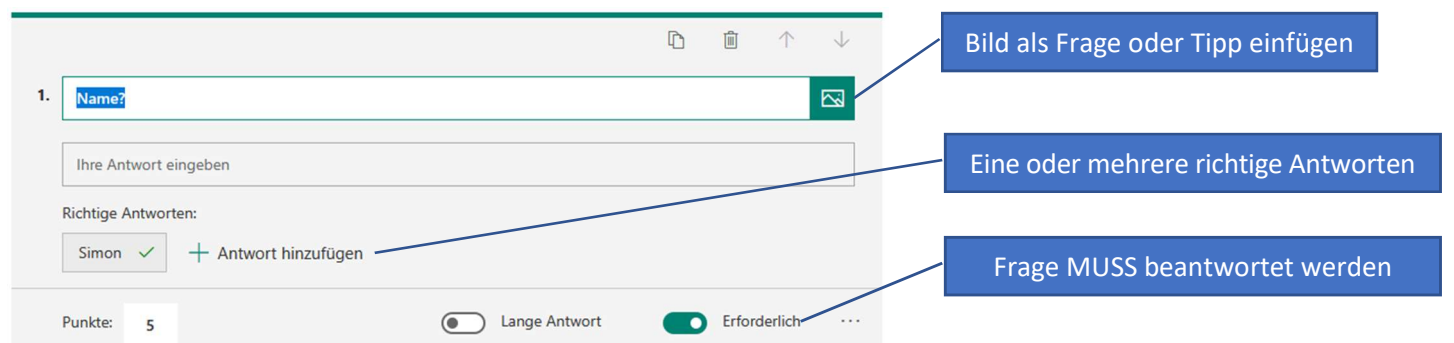 Bild als Frage oder Tipp einfügen
1. Name?
Ihre Antwort eingeben
Eine oder mehrere richtige Antworten
Richtige Antworten:
Simon
Antwort hinzufügen
Frage MUSS beantwortet werden
Punkte: 5
Lange Antwort
Erforderlich